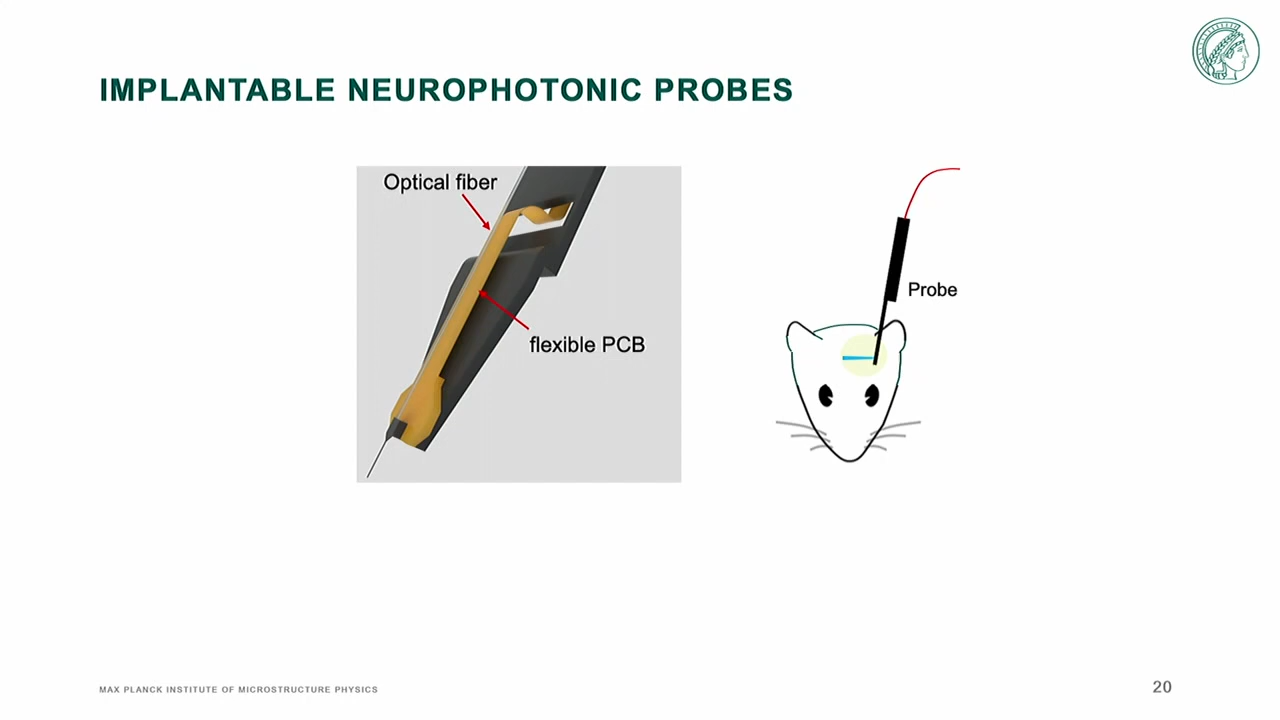 IMPLANTABLE NEUROPHOTONIC PROBES
Optical fiber
flexible PCB
Probe
MAX PLANCK INSTITUTE OF MICROSTRUCTURE PHYSICS
20